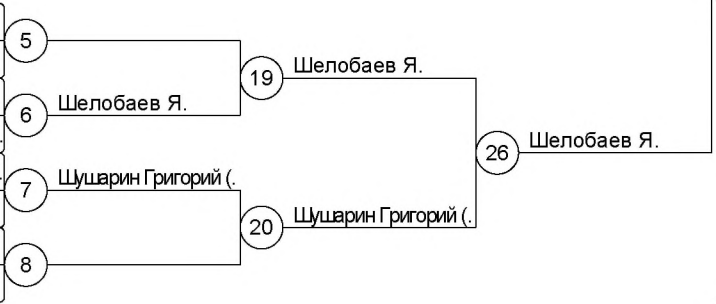 5
19 Шелобаев Я.
6 Шелобаев Я.
26 Шелобаев Я.
7 Шушарин Григорий (.
20 Шушарин Григорий (.
8